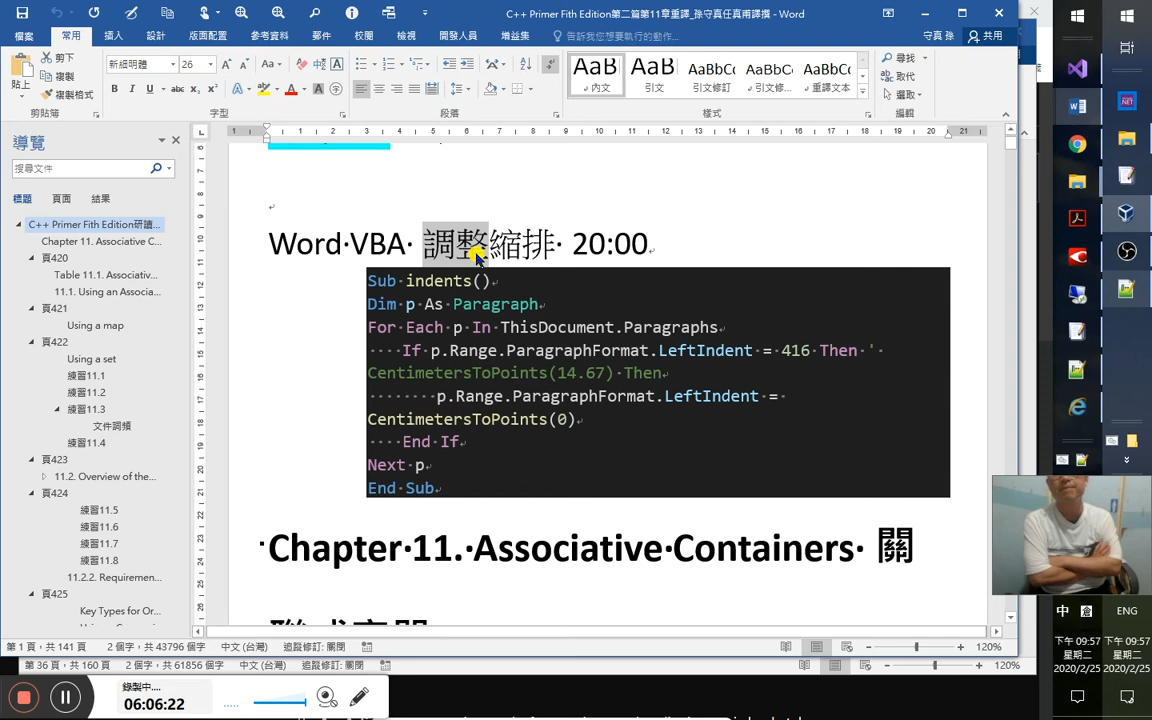 C++ Primer Fith Edition第二篇第11章重譯_孫守真任真甫譯撰 - Word
檔案 常用 插入 設計 版面配置 參考資料 郵件 校閱 檢視 開發人員 增益集 告訴我您想要執行的動作... 守真 孫 共用
貼上 剪下 複製 複製格式
新細明體 26
AaB AaB AaBbC AaBbC AaBbC
內文 引文 引文修訂 引文修... 重譯文本
尋找 取代 選取
剪貼簿 字型 段落 樣式 編輯
導覽
搜尋文件
標題 頁面 結果
C++ Primer Fith Edition研讀...
Chapter 11. Associative C...
頁420
Table 11.1. Associativ...
11.1. Using an Associa...
頁421
Using a map
頁422
Using a set
練習11.1
練習11.2
練習11.3
文件調頻
練習11.4
頁423
11.2. Overview of the...
頁424
練習11.5
練習11.6
練習11.7
練習11.8
11.2.2. Requiremen...
頁425
Key Types for Or...
Word·VBA· 調整縮排· 20:00
Sub·indents()
Dim·p·As·Paragraph
For·Each·p·In·ThisDocument.Paragraphs
····If·p.Range.ParagraphFormat.LeftIndent·=·416·Then·'·
CentimetersToPoints(14.67)·Then
········p.Range.ParagraphFormat.LeftIndent·=·
CentimetersToPoints(0)
····End·If
Next·p
End·Sub
Chapter·11.·Associative·Containers· 關
第 1 頁，共 141 頁 2 個字，共 43796 個字 中文 (台灣) 追蹤修訂: 關閉 120%
第 36 頁，共 160 頁 2 個字，共 61856 個字 中文 (台灣) 追蹤修訂: 關閉 120%
錄製中....
06:06:22
中 倉 ENG
下午 09:57 下午 09:57
星期二 星期二
2020/2/25 2020/2/25